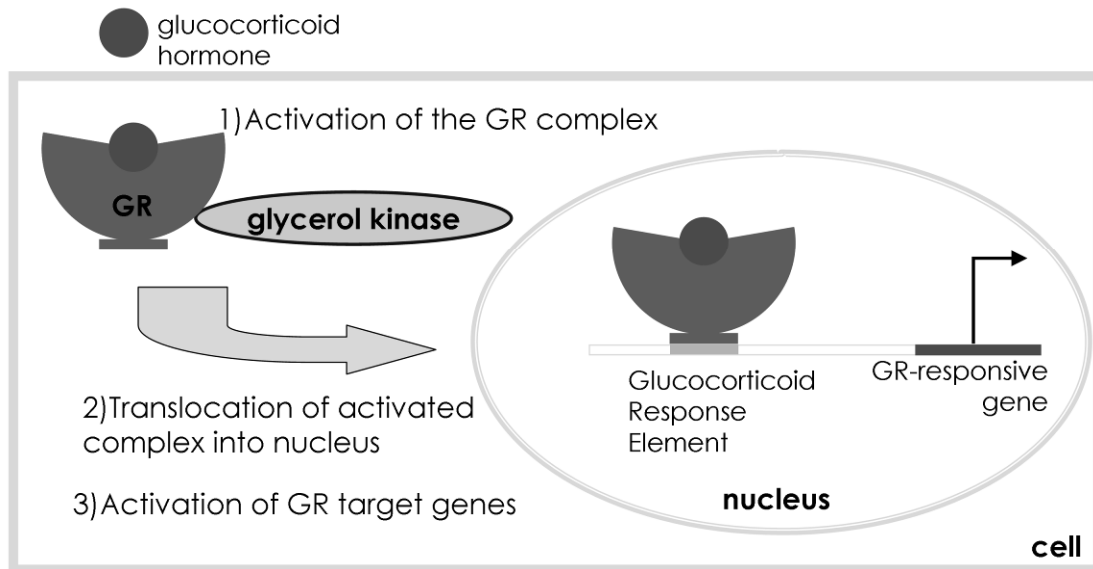 glucocorticoid
hormone
1)Activation of the GR complex
GR
glycerol kinase
2)Translocation of activated
complex into nucleus
3)Activation of GR target genes
Glucocorticoid
Response
Element
GR-responsive
gene
nucleus
cell